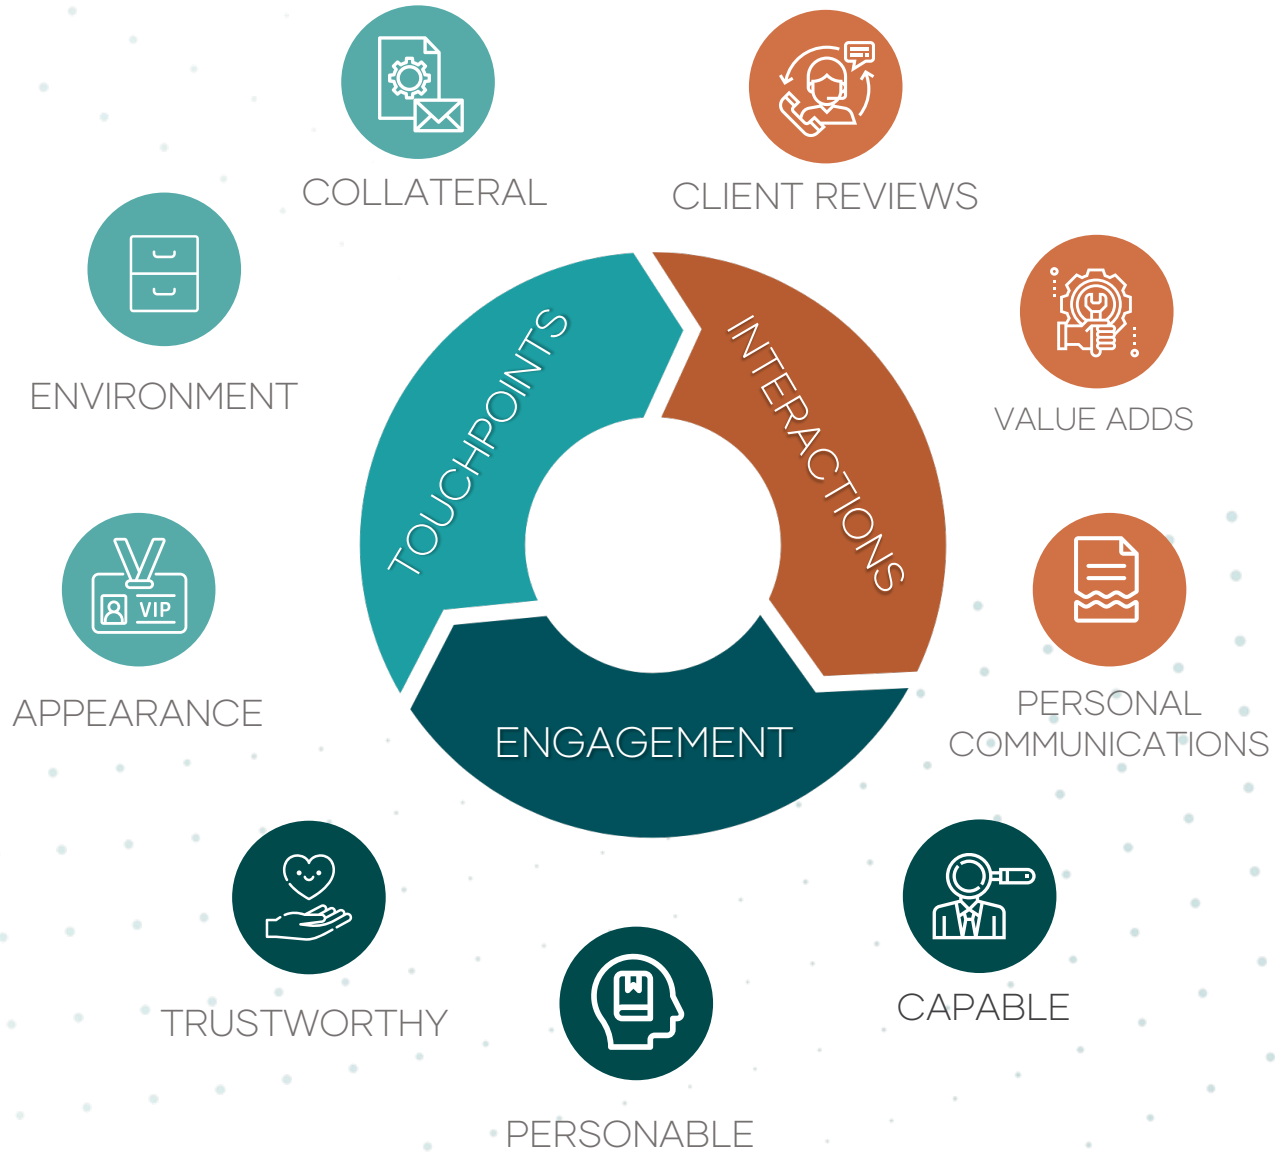 COLLATERAL
CLIENT REVIEWS
ENVIRONMENT
VALUE ADDS
TOUCHPOINTS
INTERACTIONS
VIP
APPEARANCE
PERSONAL
COMMUNICATIONS
ENGAGEMENT
TRUSTWORTHY
CAPABLE
PERSONABLE